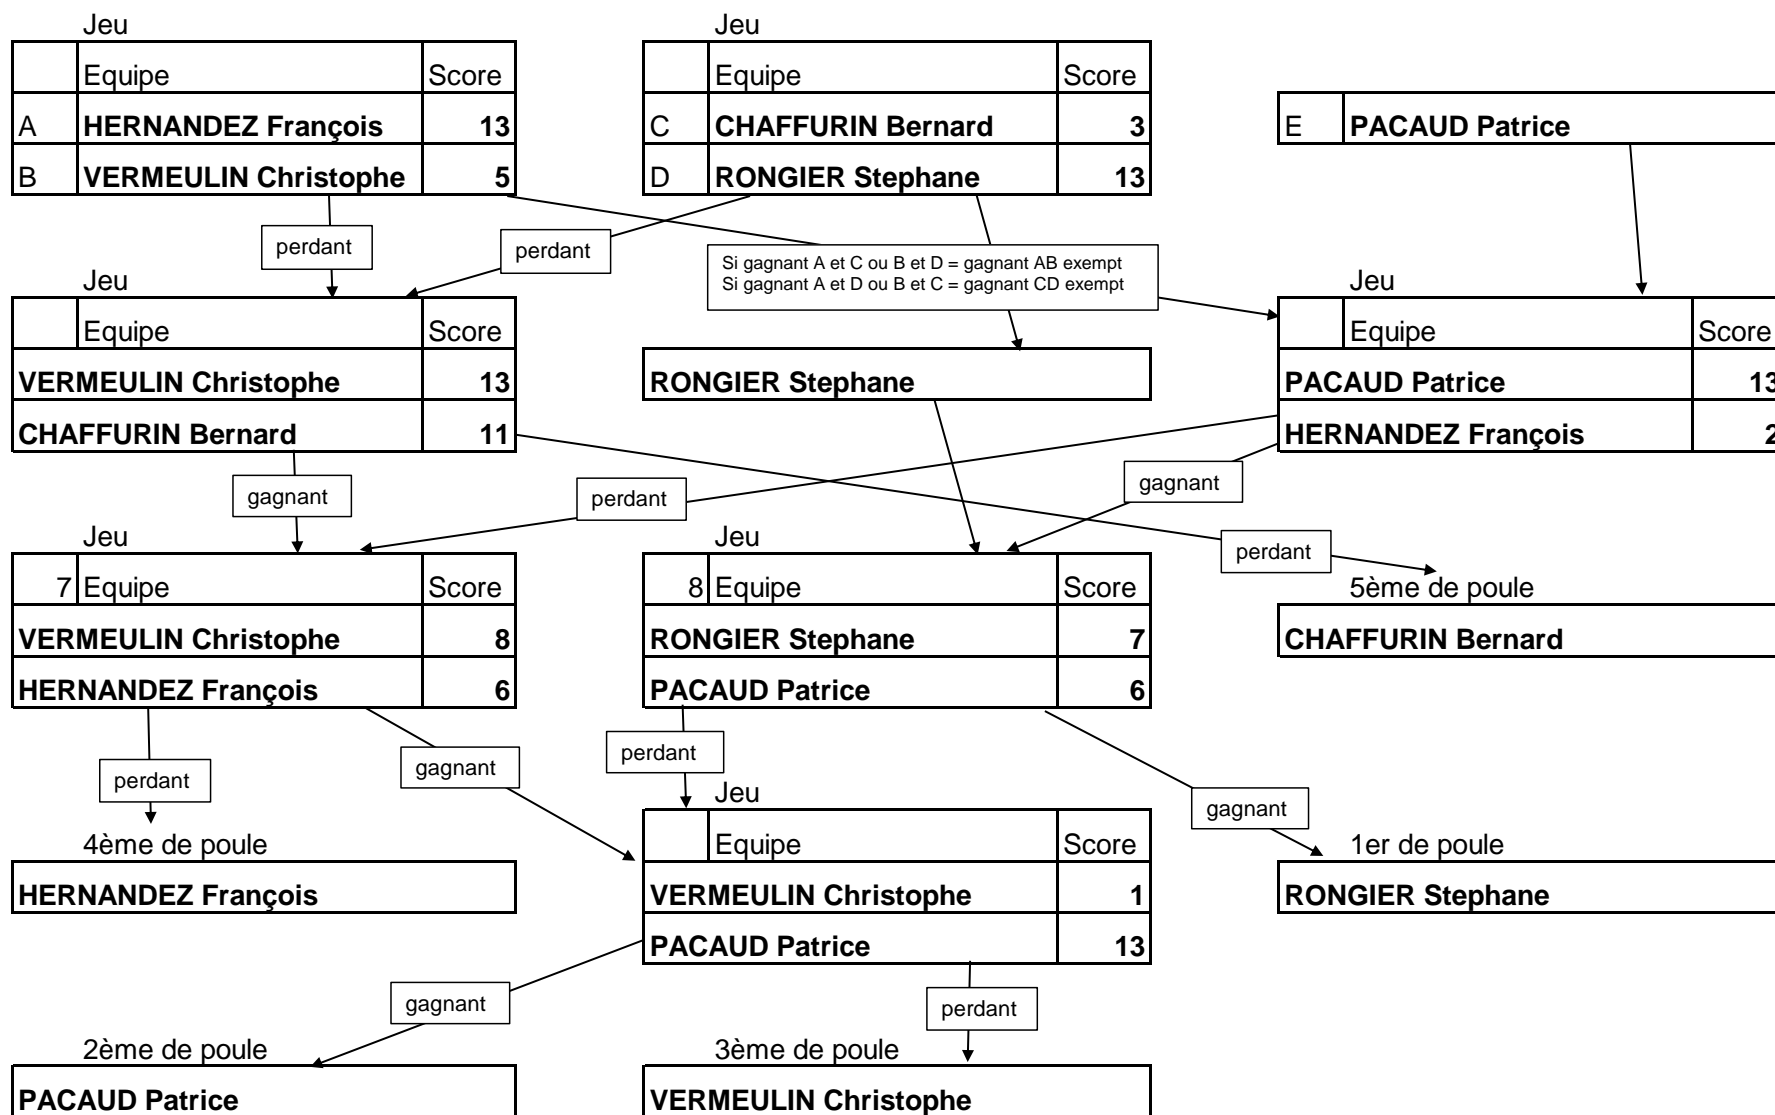 Jeu Jeu
Equipe Score Equipe Score
A HERNANDEZ François 13 C CHAFFURIN Bernard 3 E PACAUD Patrice
B VERMEULIN Christophe 5 D RONGIER Stephane 13
perdant perdant
Si gagnant A et C ou B et D = gagnant AB exempt
Si gagnant A et D ou B et C = gagnant CD exempt
Jeu Jeu
Equipe Score Equipe Score
VERMEULIN Christophe 13 RONGIER Stephane PACAUD Patrice 13
CHAFFURIN Bernard 11 HERNANDEZ François 2
gagnant perdant gagnant
Jeu Jeu perdant
7 Equipe Score 8 Equipe Score 5ème de poule
VERMEULIN Christophe 8 RONGIER Stephane 7 CHAFFURIN Bernard
HERNANDEZ François 6 PACAUD Patrice 6
perdant gagnant perdant gagnant
Jeu
4ème de poule Equipe Score 1er de poule
HERNANDEZ François VERMEULIN Christophe 1 RONGIER Stephane
PACAUD Patrice 13
gagnant perdant
2ème de poule 3ème de poule
PACAUD Patrice VERMEULIN Christophe